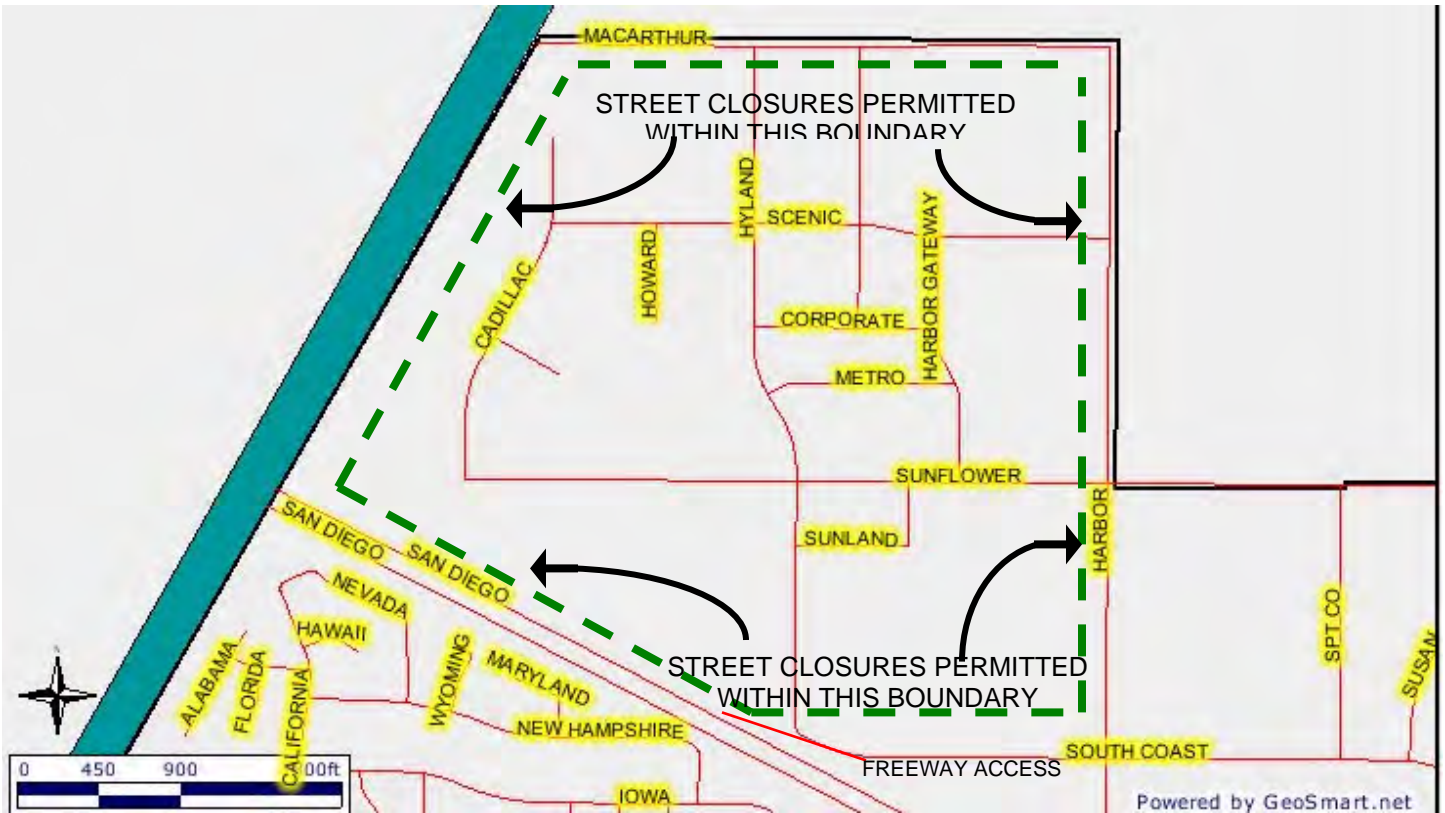 MACARTHUR
STREET CLOSURES PERMITTED
WITHIN THIS BOUNDARY
HYLAND
SCENIC
HARBOR GATEWAY
HOWARD
CADILLAC
CORPORATE
METRO
SUNFLOWER
HARBOR
SAN DIEGO
SAN DIEGO
SUNLAND
NEVADA
HAWAII
ALABAMA
FLORIDA
CALIFORNIA
WYOMING
MARYLAND
NEW HAMPSHIRE
STREET CLOSURES PERMITTED
WITHIN THIS BOUNDARY
SPT CO
SUSAN
SOUTH COAST
FREEWAY ACCESS
0 450 900 00ft
IOWA
Powered by GeoSmart.net